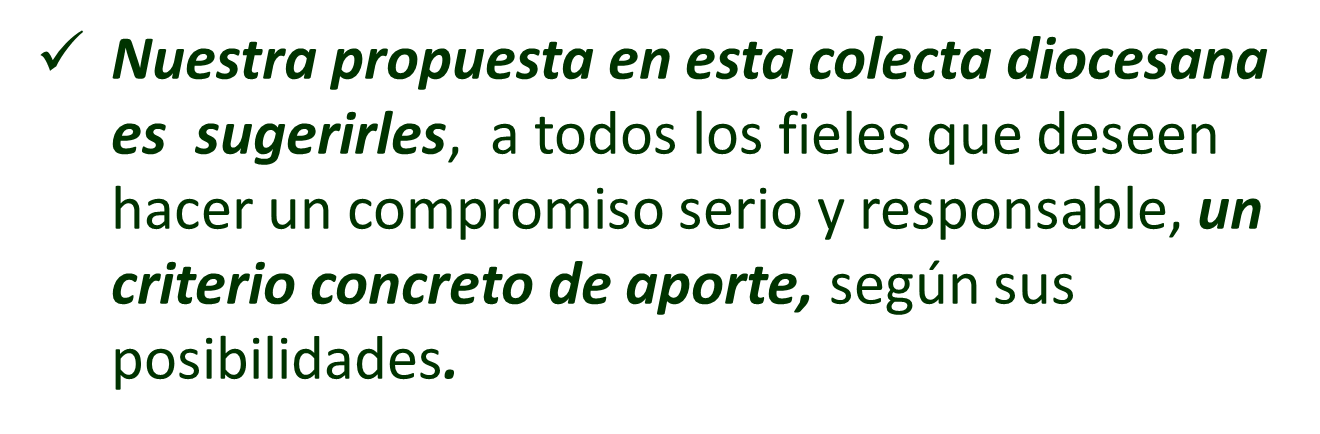 ✓ Nuestra propuesta en esta colecta diocesana
es  sugerirles,  a todos los fieles que deseen
hacer un compromiso serio y responsable, un
criterio concreto de aporte, según sus
posibilidades.